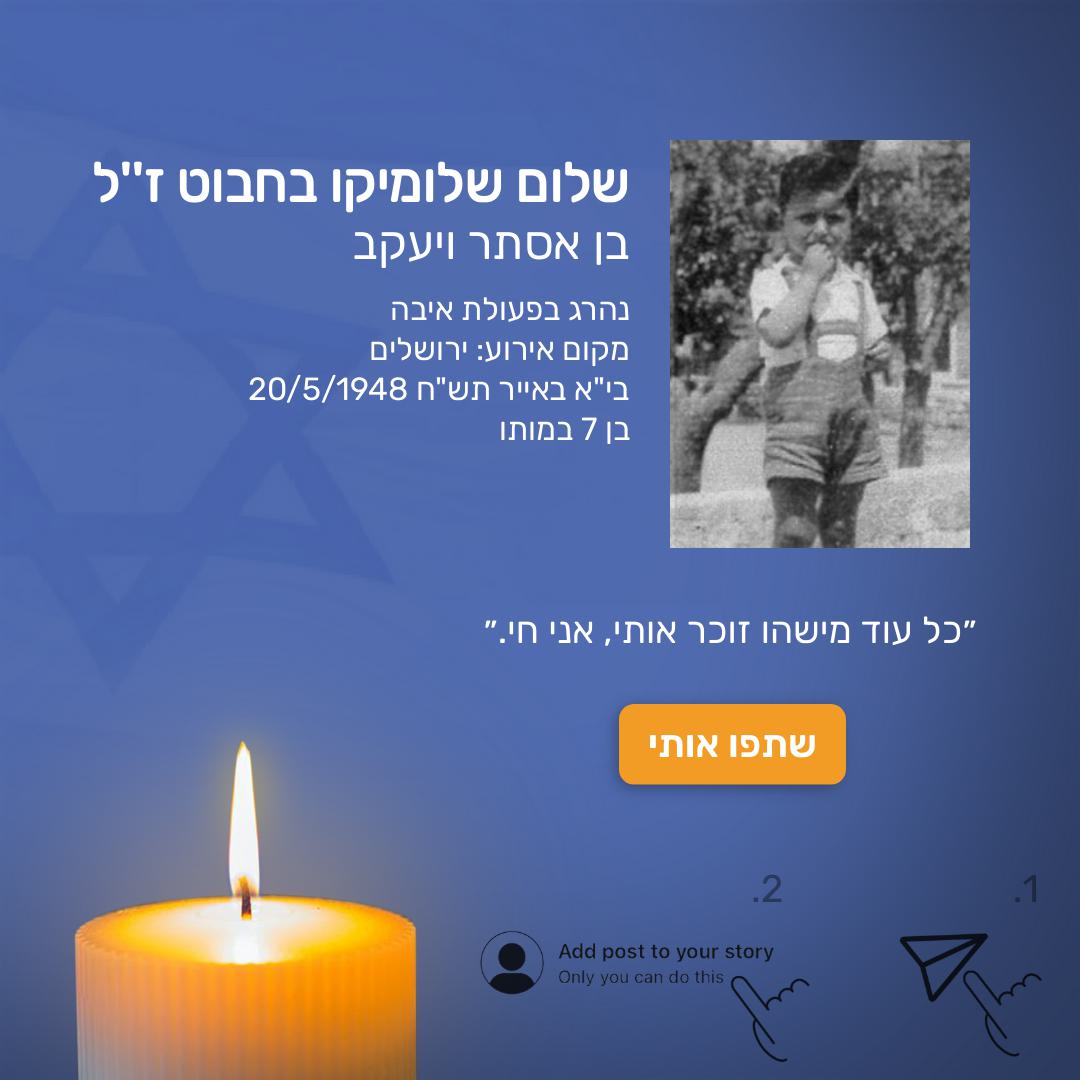 שלום שלומיקו בחבוט ז"ל
בן אסתר ויעקב
נהרג בפעולת איבה
מקום אירוע: ירושלים
בי"א באייר תש"ח 20/5/1948
בן 7 במותו
״כל עוד מישהו זוכר אותי, אני חי.״
שתפו אותי
1.
2.
Add post to your story
Only you can do this